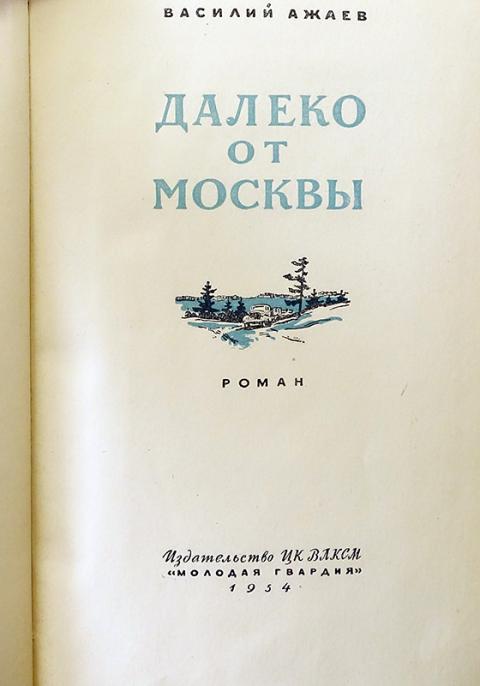 ВАСИЛИЙ АЖАЕВ
ДАЛЕКО
ОТ
МОСКВЫ
РОМАН
Издательство ЦК ВЛКСМ
«МОЛОДАЯ ГВАРДИЯ»
1954